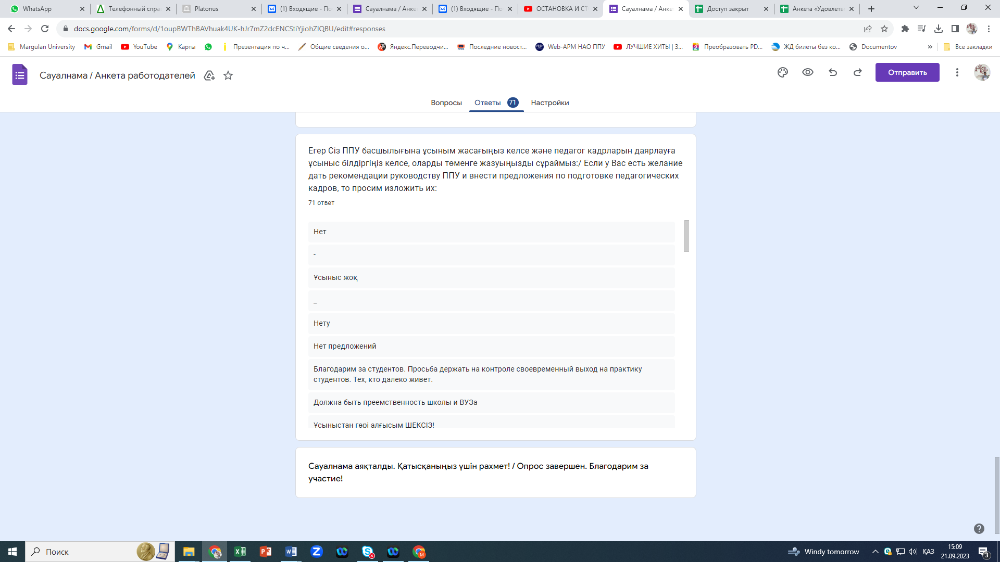 WhatsApp
Телефонный спра
Platonus
(1) Входящие - По
Сауалнама / Анке
(1) Входящие - По
ОСТАНОВКА И СТ
Сауалнама / Анке
Доступ закрыт
Анкета «Удовлетв
docs.google.com/forms/d/1oupBWThBAVhuak4UK-hJr7mZ2dcENCStiYjiohZIQBU/edit#responses
Margulan University
Gmail
YouTube
Карты
Презентация по ч...
Общие сведения о...
Яндекс.Переводчи...
Последние новост...
Web-АРМ НАО ППУ
ЛУЧШИЕ ХИТЫ | 3...
Преобразовать PD...
ЖД билеты без ко...
Documentov
»
Все закладки
Сауалнама / Анкета работодателей
Отправить
Вопросы
Ответы 71
Настройки
Егер Сіз ППУ басшылығына ұсыным жасағыңыз келсе және педагог кадрларын даярлауға
ұсыныс білдіргіңіз келсе, оларды төменге жазуыңызды сұраймыз:/ Если у Вас есть желание
дать рекомендации руководству ППУ и внести предложения по подготовке педагогических
кадров, то просим изложить их:
71 ответ
Нет
-
Ұсыныс жоқ
_
Нету
Нет предложений
Благодарим за студентов. Просьба держать на контроле своевременный выход на практику
студентов. Тех, кто далеко живет.
Должна быть преемственность школы и ВУЗа
Ұсыныстан гөрі алғысым ШЕКСІЗ!
Сауалнама аяқталды. Қатысқаныңыз үшін рахмет! / Опрос завершен. Благодарим за
участие!
Поиск
Windy tomorrow
ҚАЗ
15:09
21.09.2023
3